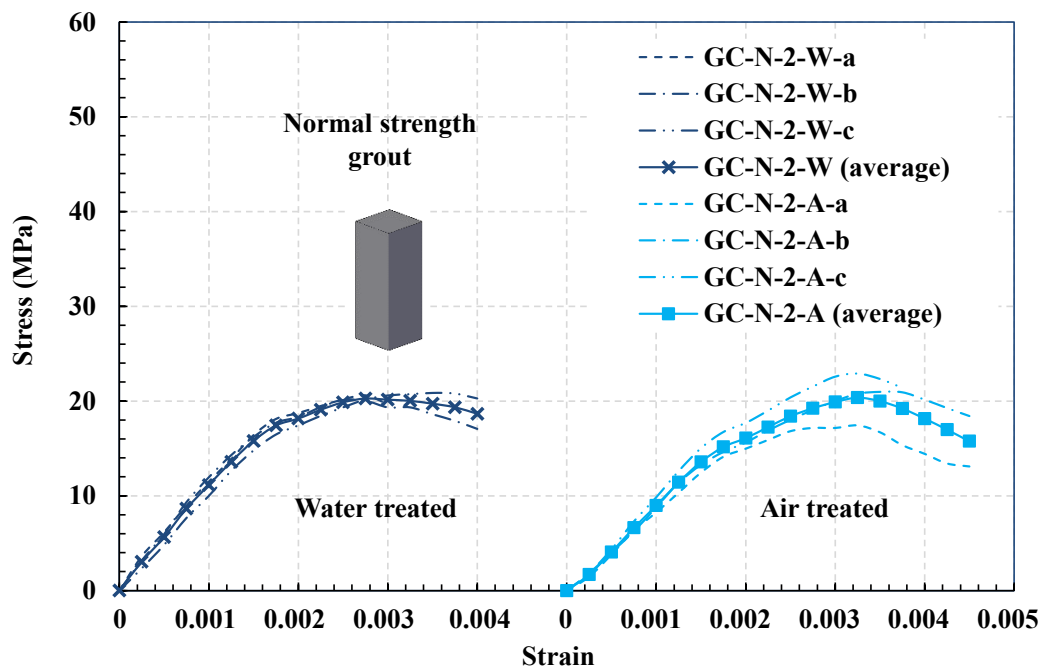 60
50
40
30
20
10
0
Stress (MPa)
Normal strength
grout
GC-N-2-W-a
GC-N-2-W-b
GC-N-2-W-c
GC-N-2-W (average)
GC-N-2-A-a
GC-N-2-A-b
GC-N-2-A-c
GC-N-2-A (average)
Water treated
Air treated
0 0.001 0.002 0.003 0.004 0 0.001 0.002 0.003 0.004 0.005
Strain